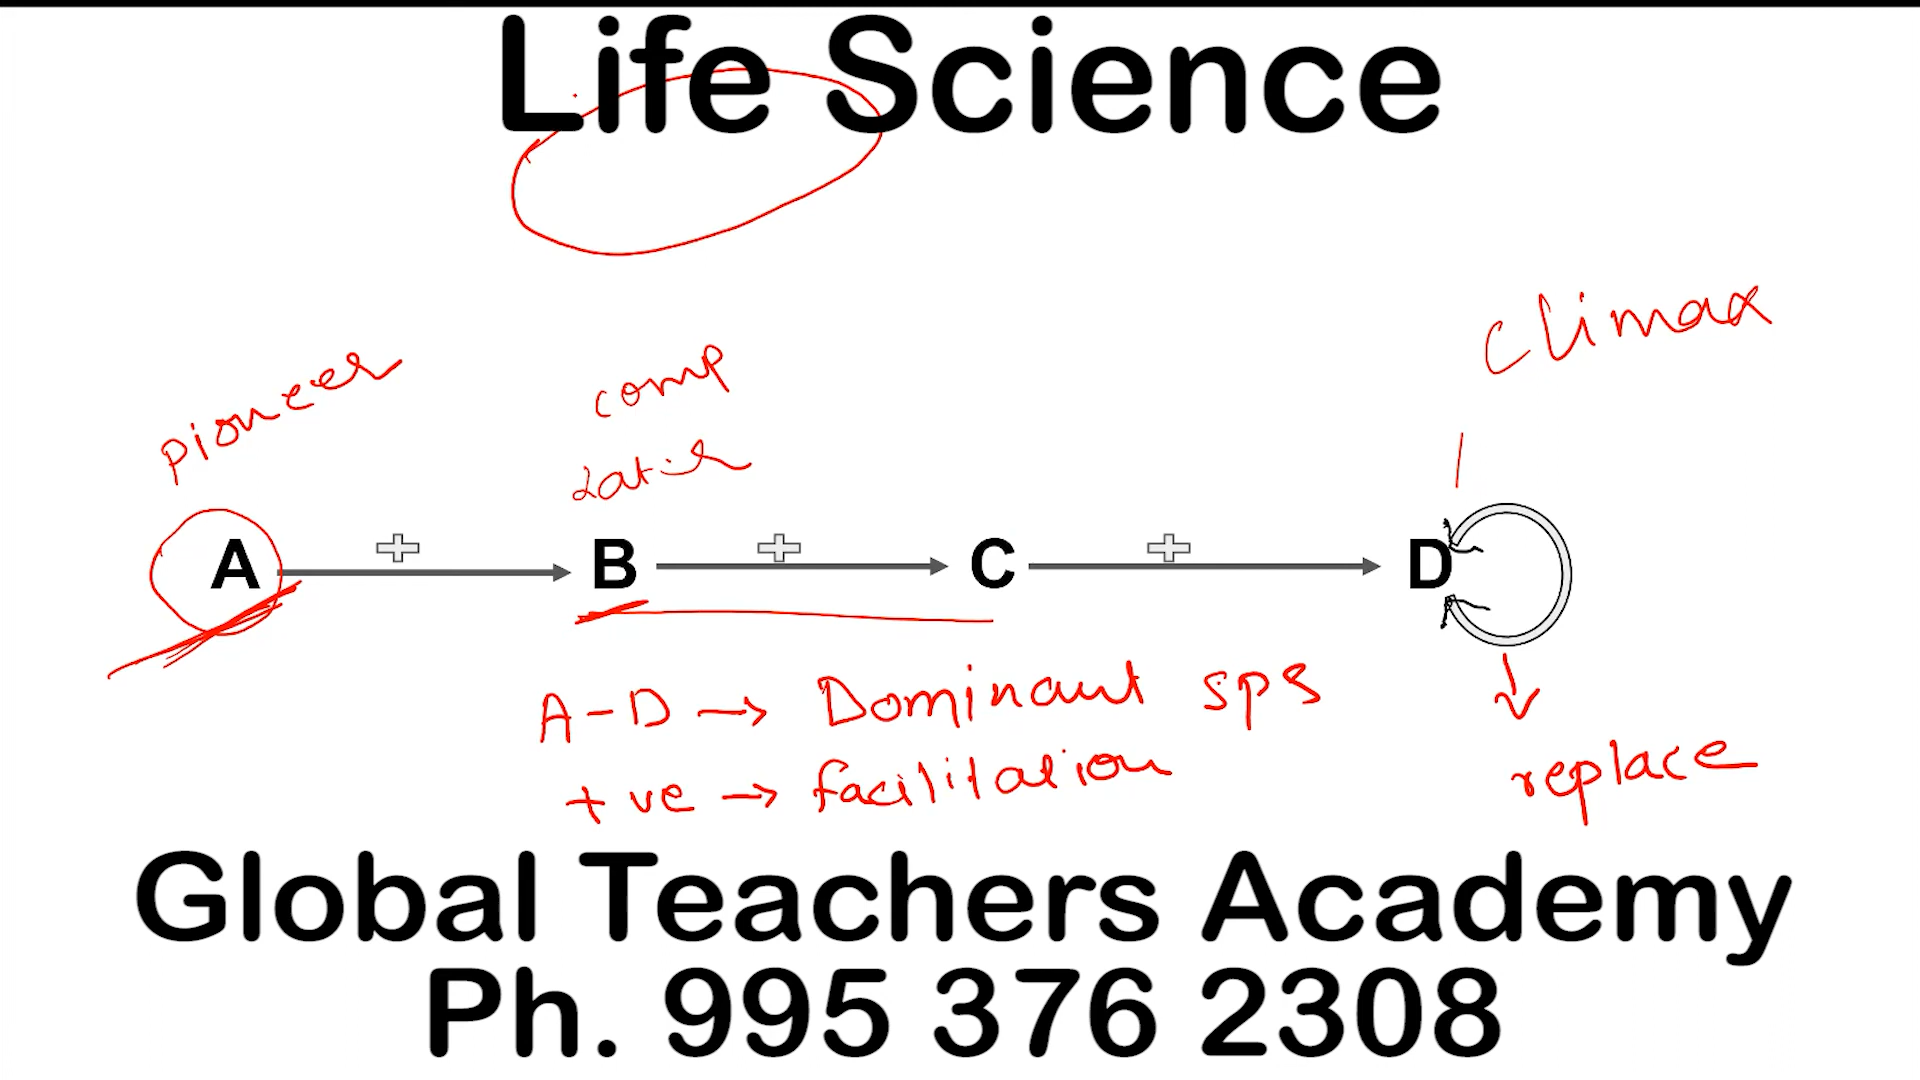 Life Science
climax
pioneer
comp
A + B + C + D
A-D → Dominant sps
+ve → facilitation
replace
Global Teachers Academy
Ph. 995 376 2308